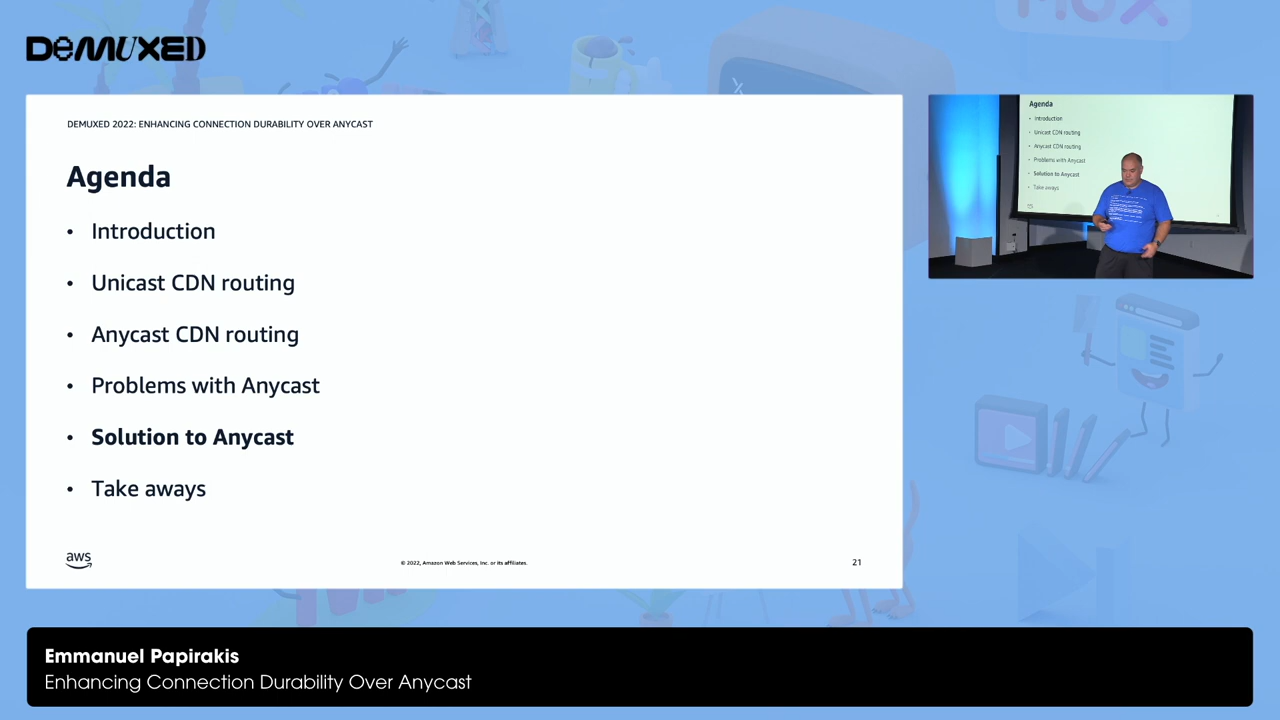 DEMUXED
MUX
DEMUXED 2022: ENHANCING CONNECTION DURABILITY OVER ANYCAST
Agenda
• Introduction
• Unicast CDN routing
• Anycast CDN routing
• Problems with Anycast
• Solution to Anycast
• Take aways
aws
© 2022, Amazon Web Services, Inc. or its affiliates.
21
Agenda
• Introduction
• Unicast CDN routing
• Anycast CDN routing
• Problems with Anycast
• Solution to Anycast
• Take aways
Emmanuel Papirakis
Enhancing Connection Durability Over Anycast